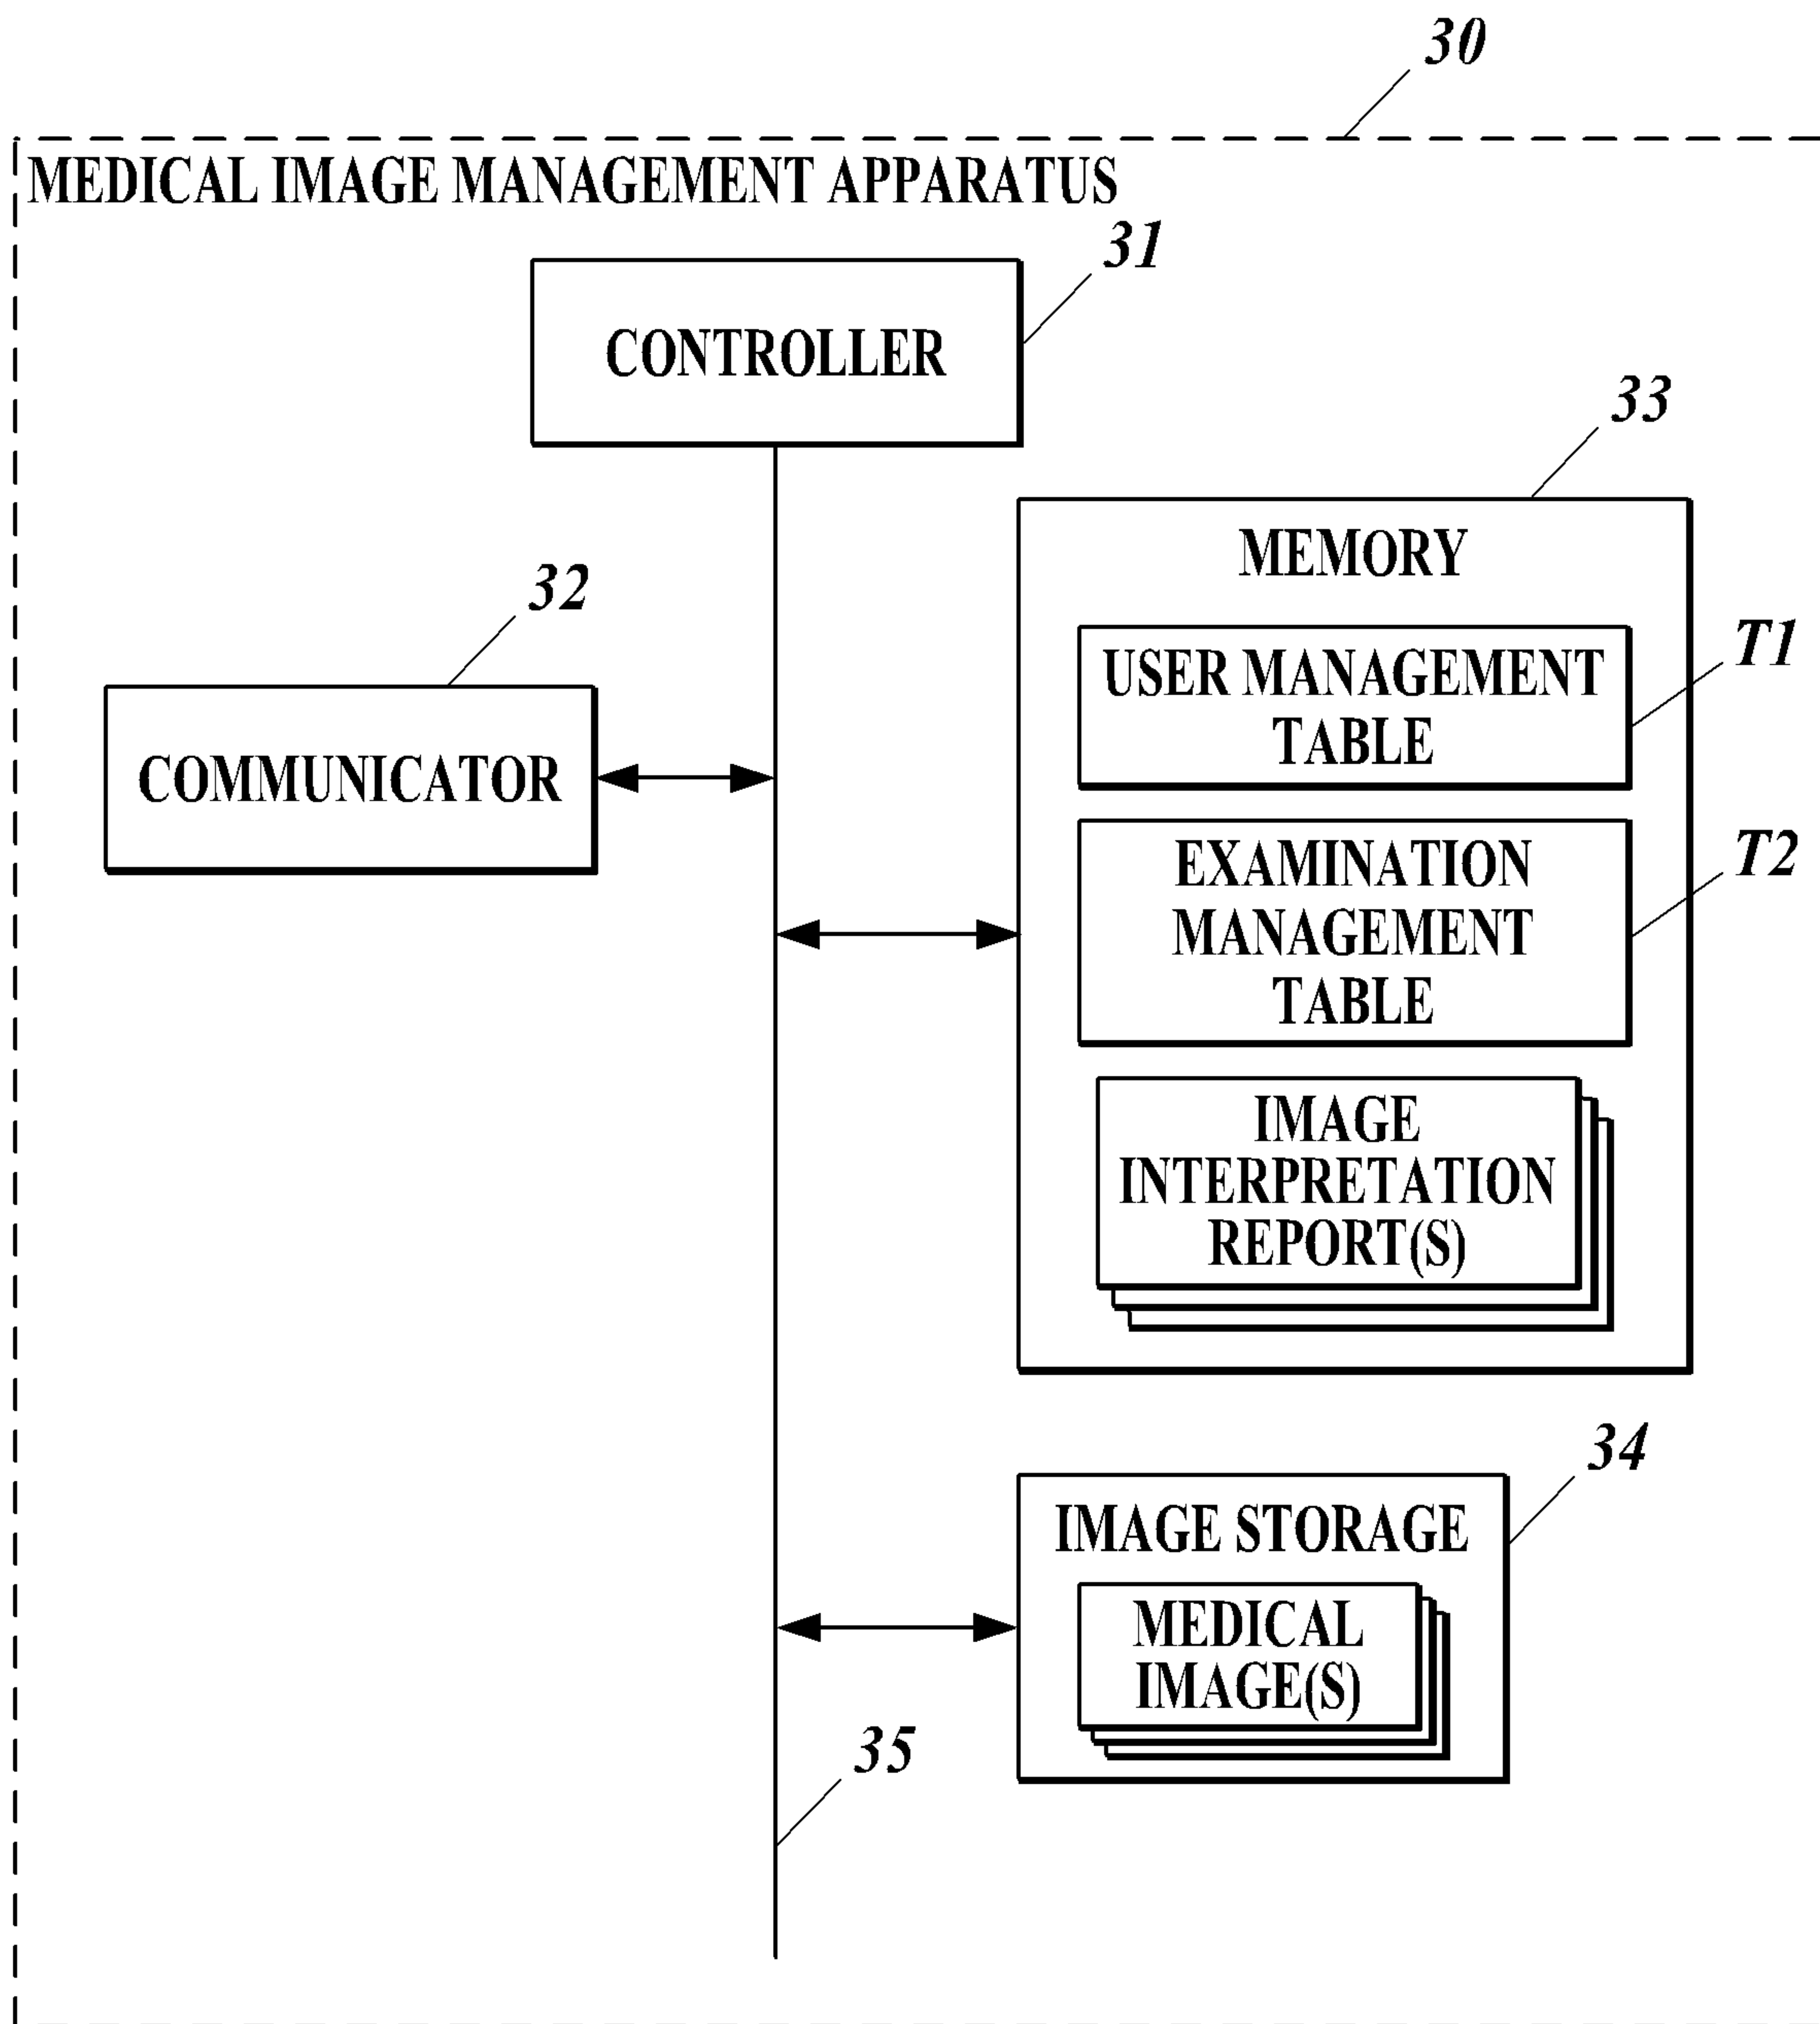 30
MEDICAL IMAGE MANAGEMENT APPARATUS
31
CONTROLLER
33
MEMORY
32
COMMUNICATOR
T1
USER MANAGEMENT
TABLE
T2
EXAMINATION
MANAGEMENT
TABLE
IMAGE
INTERPRETATION
REPORT(S)
34
IMAGE STORAGE
MEDICAL
IMAGE(S)
35